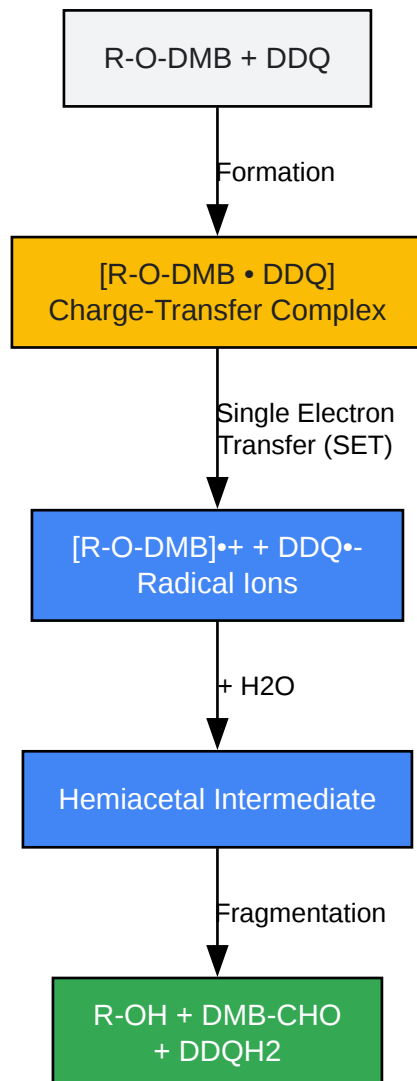 R-O-DMB + DDQ
Formation
[R-O-DMB • DDQ]
Charge-Transfer Complex
Single Electron
Transfer (SET)
[R-O-DMB]•+ + DDQ•-
Radical Ions
+ H2O
Hemiacetal Intermediate
Fragmentation
R-OH + DMB-CHO
+ DDQH2